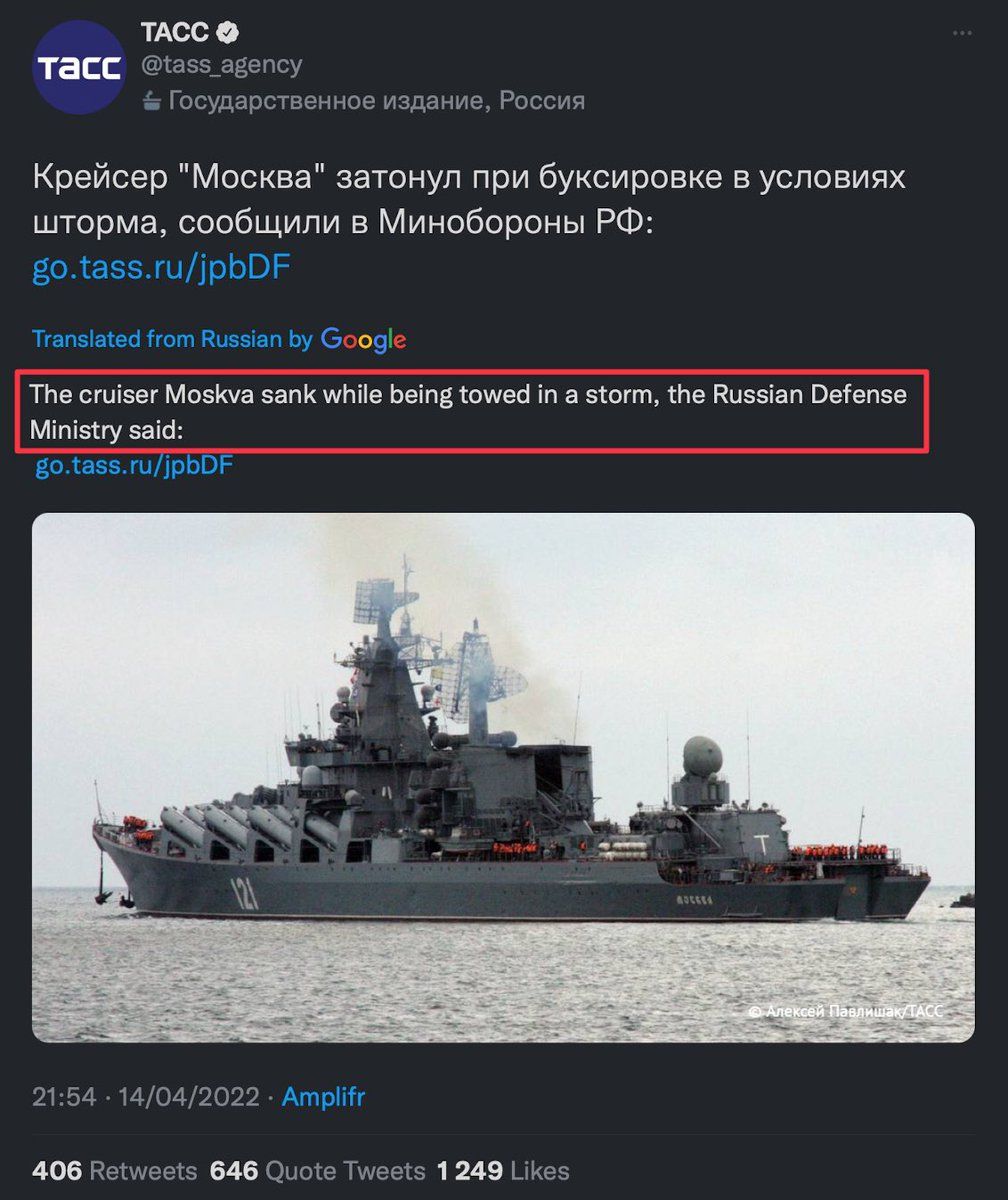 ТАСС
тасс
@tass_agency
Государственное издание, Россия
Крейсер "Москва" затонул при буксировке в условиях
шторма, сообщили в Минобороны РФ:
go.tass.ru/jpbDF
Translated from Russian by Google
The cruiser Moskva sank while being towed in a storm, the Russian Defense
Ministry said:
go.tass.ru/jpbDF
121
МОСКВА
T
© Алексей Павлишак/ТАСС
21:54 · 14/04/2022 · Amplifr
406 Retweets 646 Quote Tweets 1 249 Likes